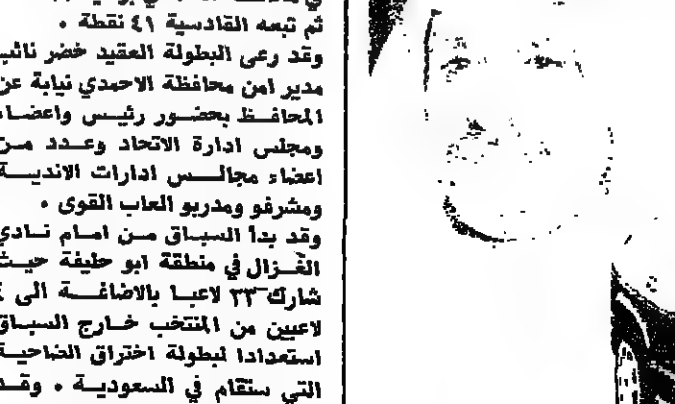 ثم تبعه القادسية ٤١ نقطة .
وقد رعى البطولة العقيد خضر نائب
مدير امن محافظة الاحمدي نيابة عن
المحافظ بحضور رئيس واعضاء
ومجلس ادارة الاتحاد وعدد من
اعضاء مجالس ادارات الاندية
ومشرفو ومدربو العاب القوى .
وقد بدأ السباق من امام نادي
الغزال في منطقة ابو حليفة حيث
شارك ٣٣ لاعبا بالاضافة الى ٤
لاعبين من المنتخب خارج السباق
استعدادا لبطولة اختراق الضاحية
التي ستقام في السعودية . وقد